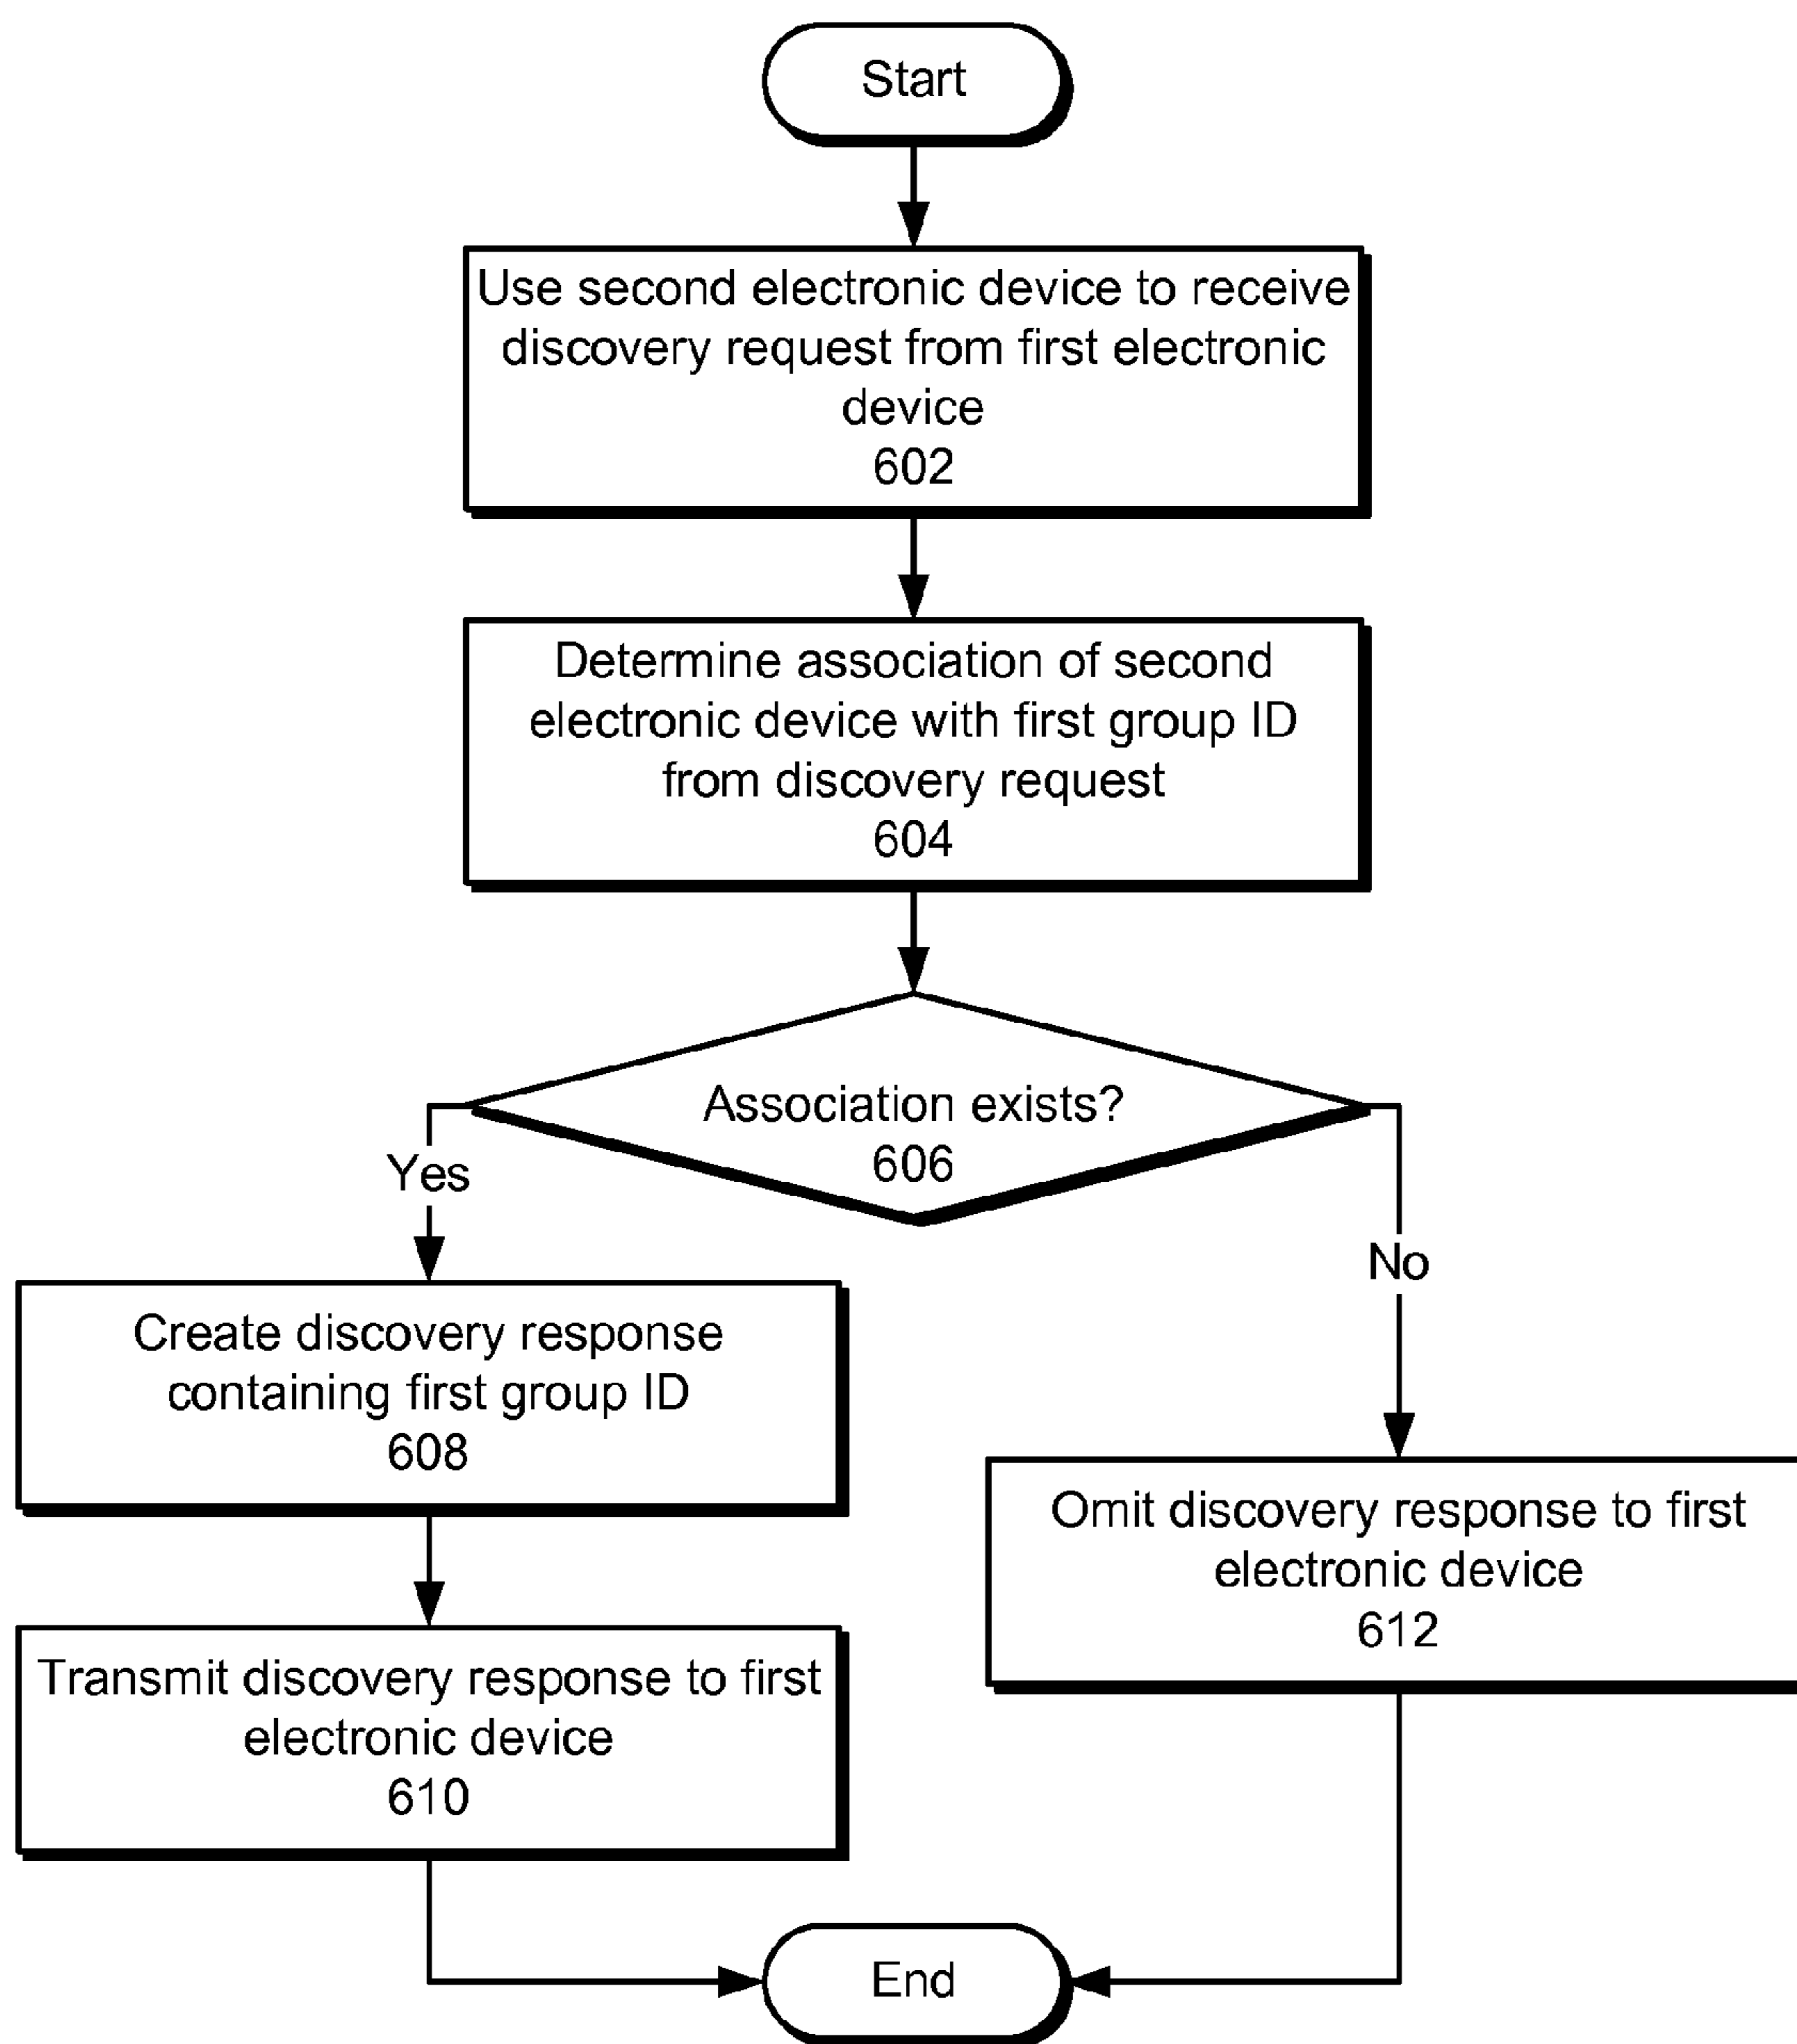 Start
Use second electronic device to receive
discovery request from first electronic
device
602
Determine association of second
electronic device with first group ID
from discovery request
604
Association exists?
606
Yes
No
Create discovery response
containing first group ID
608
Omit discovery response to first
electronic device
612
Transmit discovery response to first
electronic device
610
End